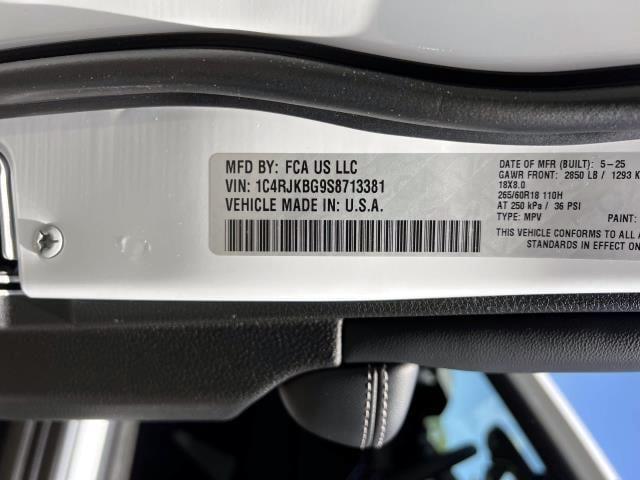 MFD BY: FCA US LLC
VIN: 1C4RJKBG9S8713381
VEHICLE MADE IN: U.S.A.
DATE OF MFR (BUILT): 5-25
GAWR FRONT: 2850 LB / 1293 K
18X8.0
265/60R18 110H
AT 250 kPa / 36 PSI
TYPE: MPV PAINT:
THIS VEHICLE CONFORMS TO ALL A
STANDARDS IN EFFECT ON